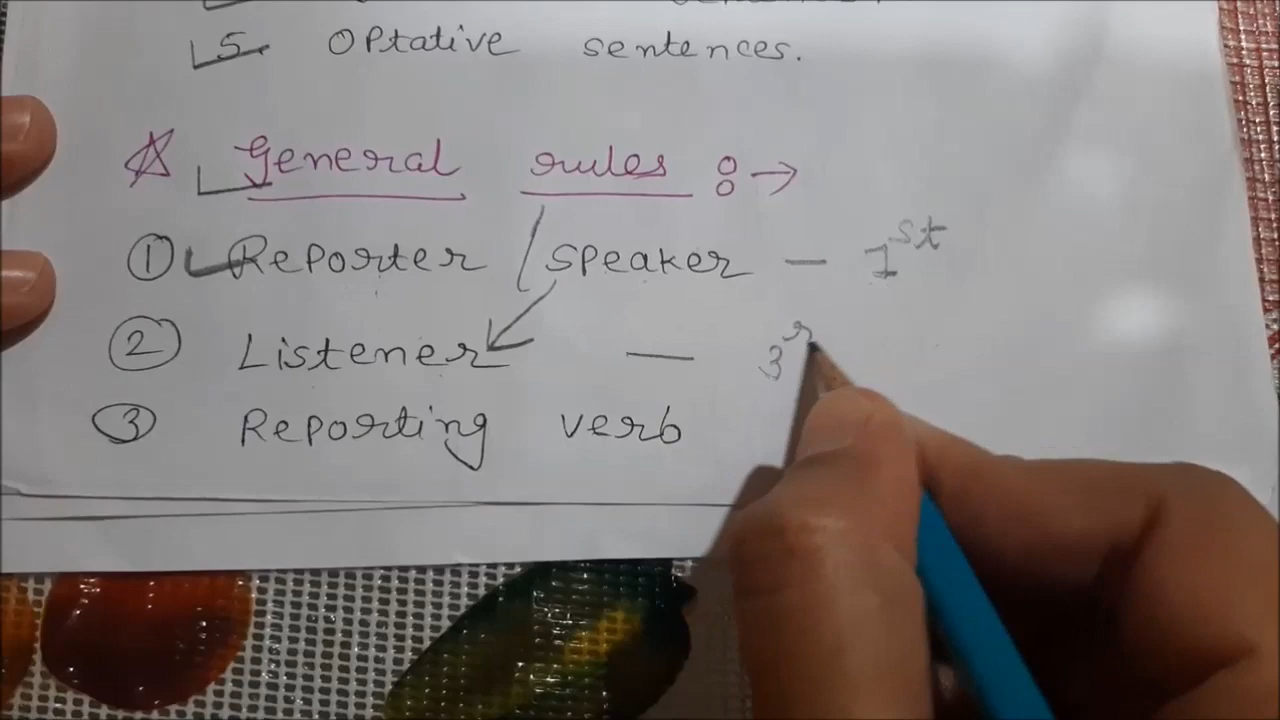 5. Optative sentences.
General rules :→
① Reporter / Speaker — 1st
② Listener — 3r
③ Reporting verb